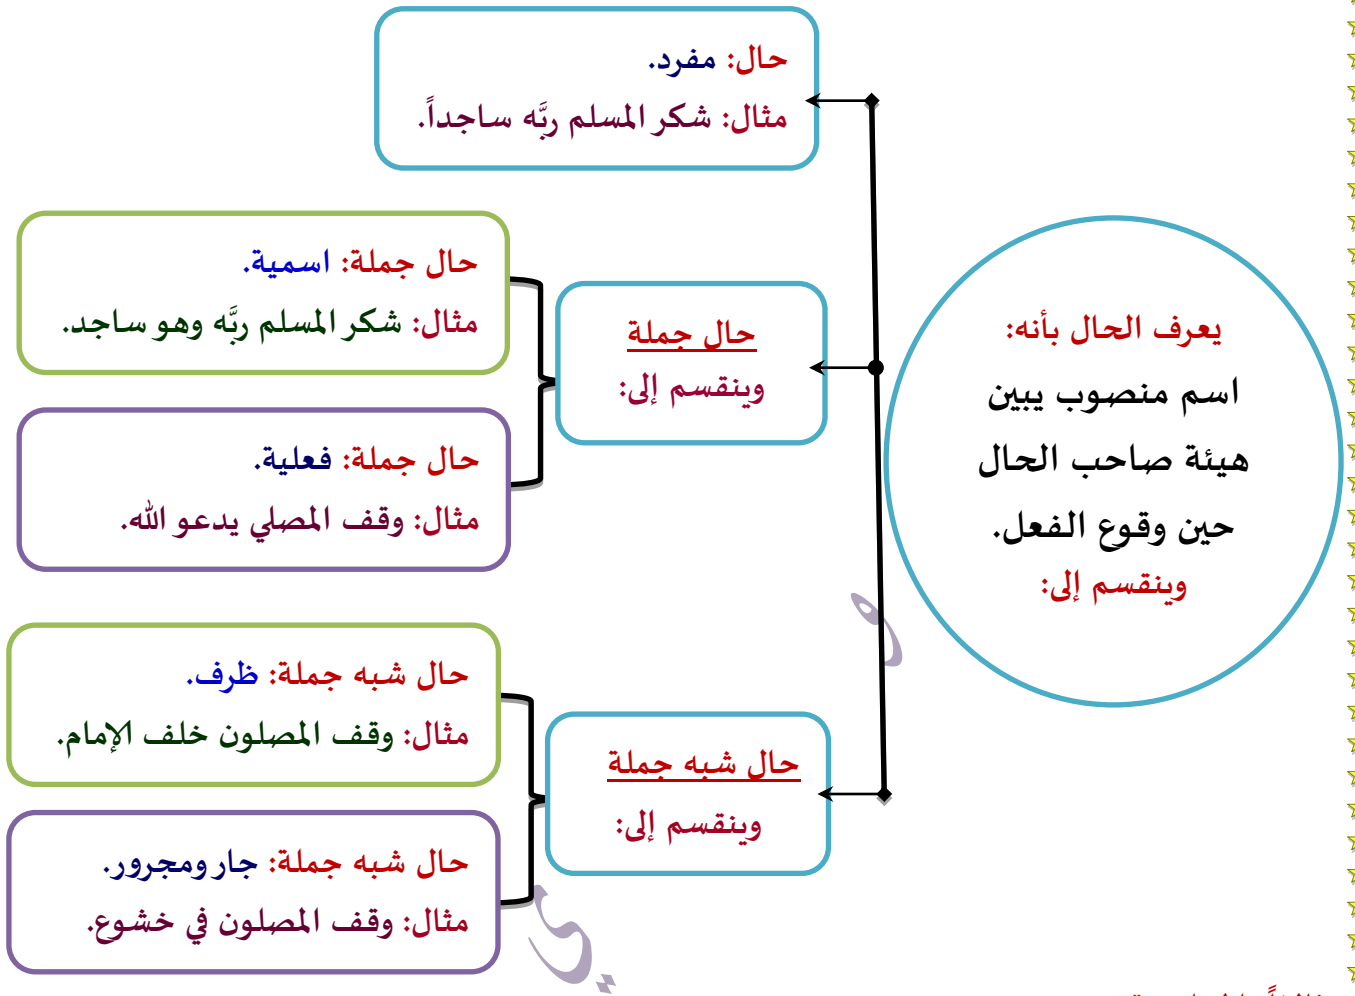 يعرف الحال بأنه:
اسم منصوب يبين
هيئة صاحب الحال
حين وقوع الفعل.
وينقسم إلى:
حال: مفرد.
مثال: شكر المسلم ربَّه ساجداً.
حال جملة
وينقسم إلى:
حال جملة: اسمية.
مثال: شكر المسلم ربَّه وهو ساجد.
حال جملة: فعلية.
مثال: وقف المصلي يدعو الله.
حال شبه جملة
وينقسم إلى:
حال شبه جملة: ظرف.
مثال: وقف المصلون خلف الإمام.
حال شبه جملة: جار ومجرور.
مثال: وقف المصلون في خشوع.